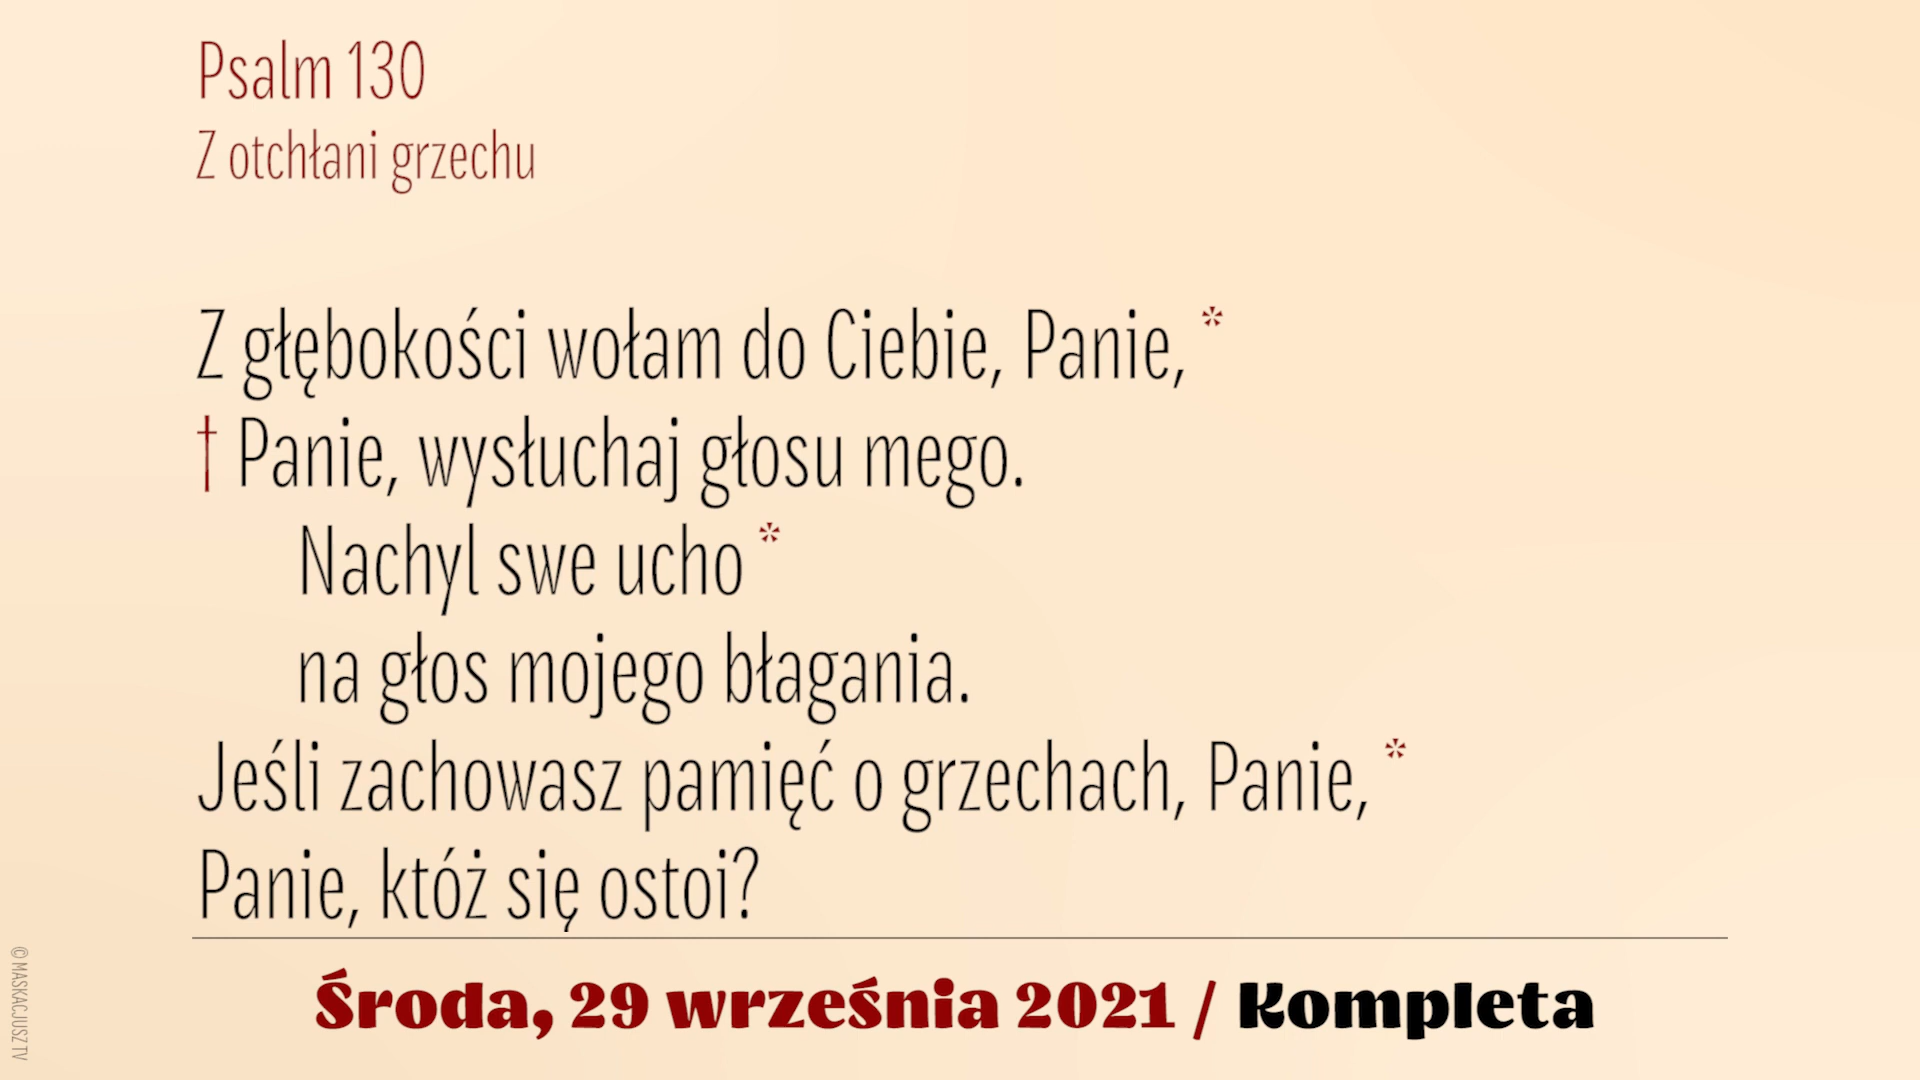 Psalm 130
Z otchłani grzechu
Z głębokości wołam do Ciebie, Panie, *
† Panie, wysłuchaj głosu mego.
Nachyl swe ucho *
na głos mojego błagania.
Jeśli zachowasz pamięć o grzechach, Panie, *
Panie, któż się ostoi?
Środa, 29 września 2021 / Kompleta
© MASKACJUSZ TV